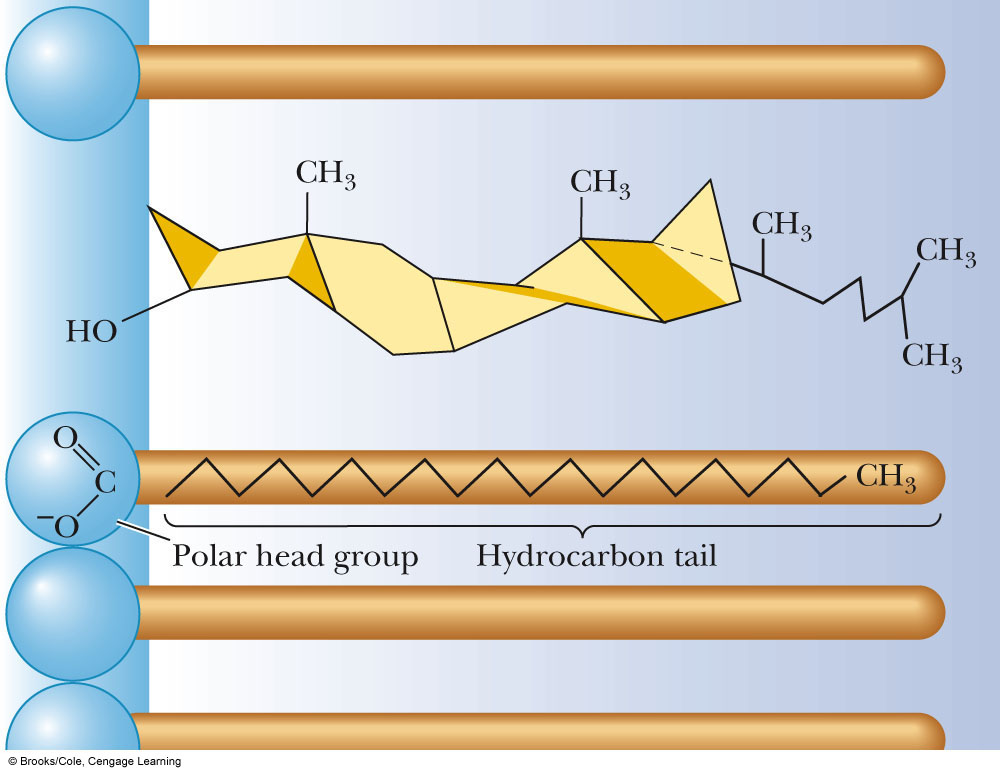 CH₃
CH₃
CH₃
CH₃
HO
CH₃
O
C
⁻O
CH₃
Polar head group
Hydrocarbon tail
© Brooks/Cole, Cengage Learning